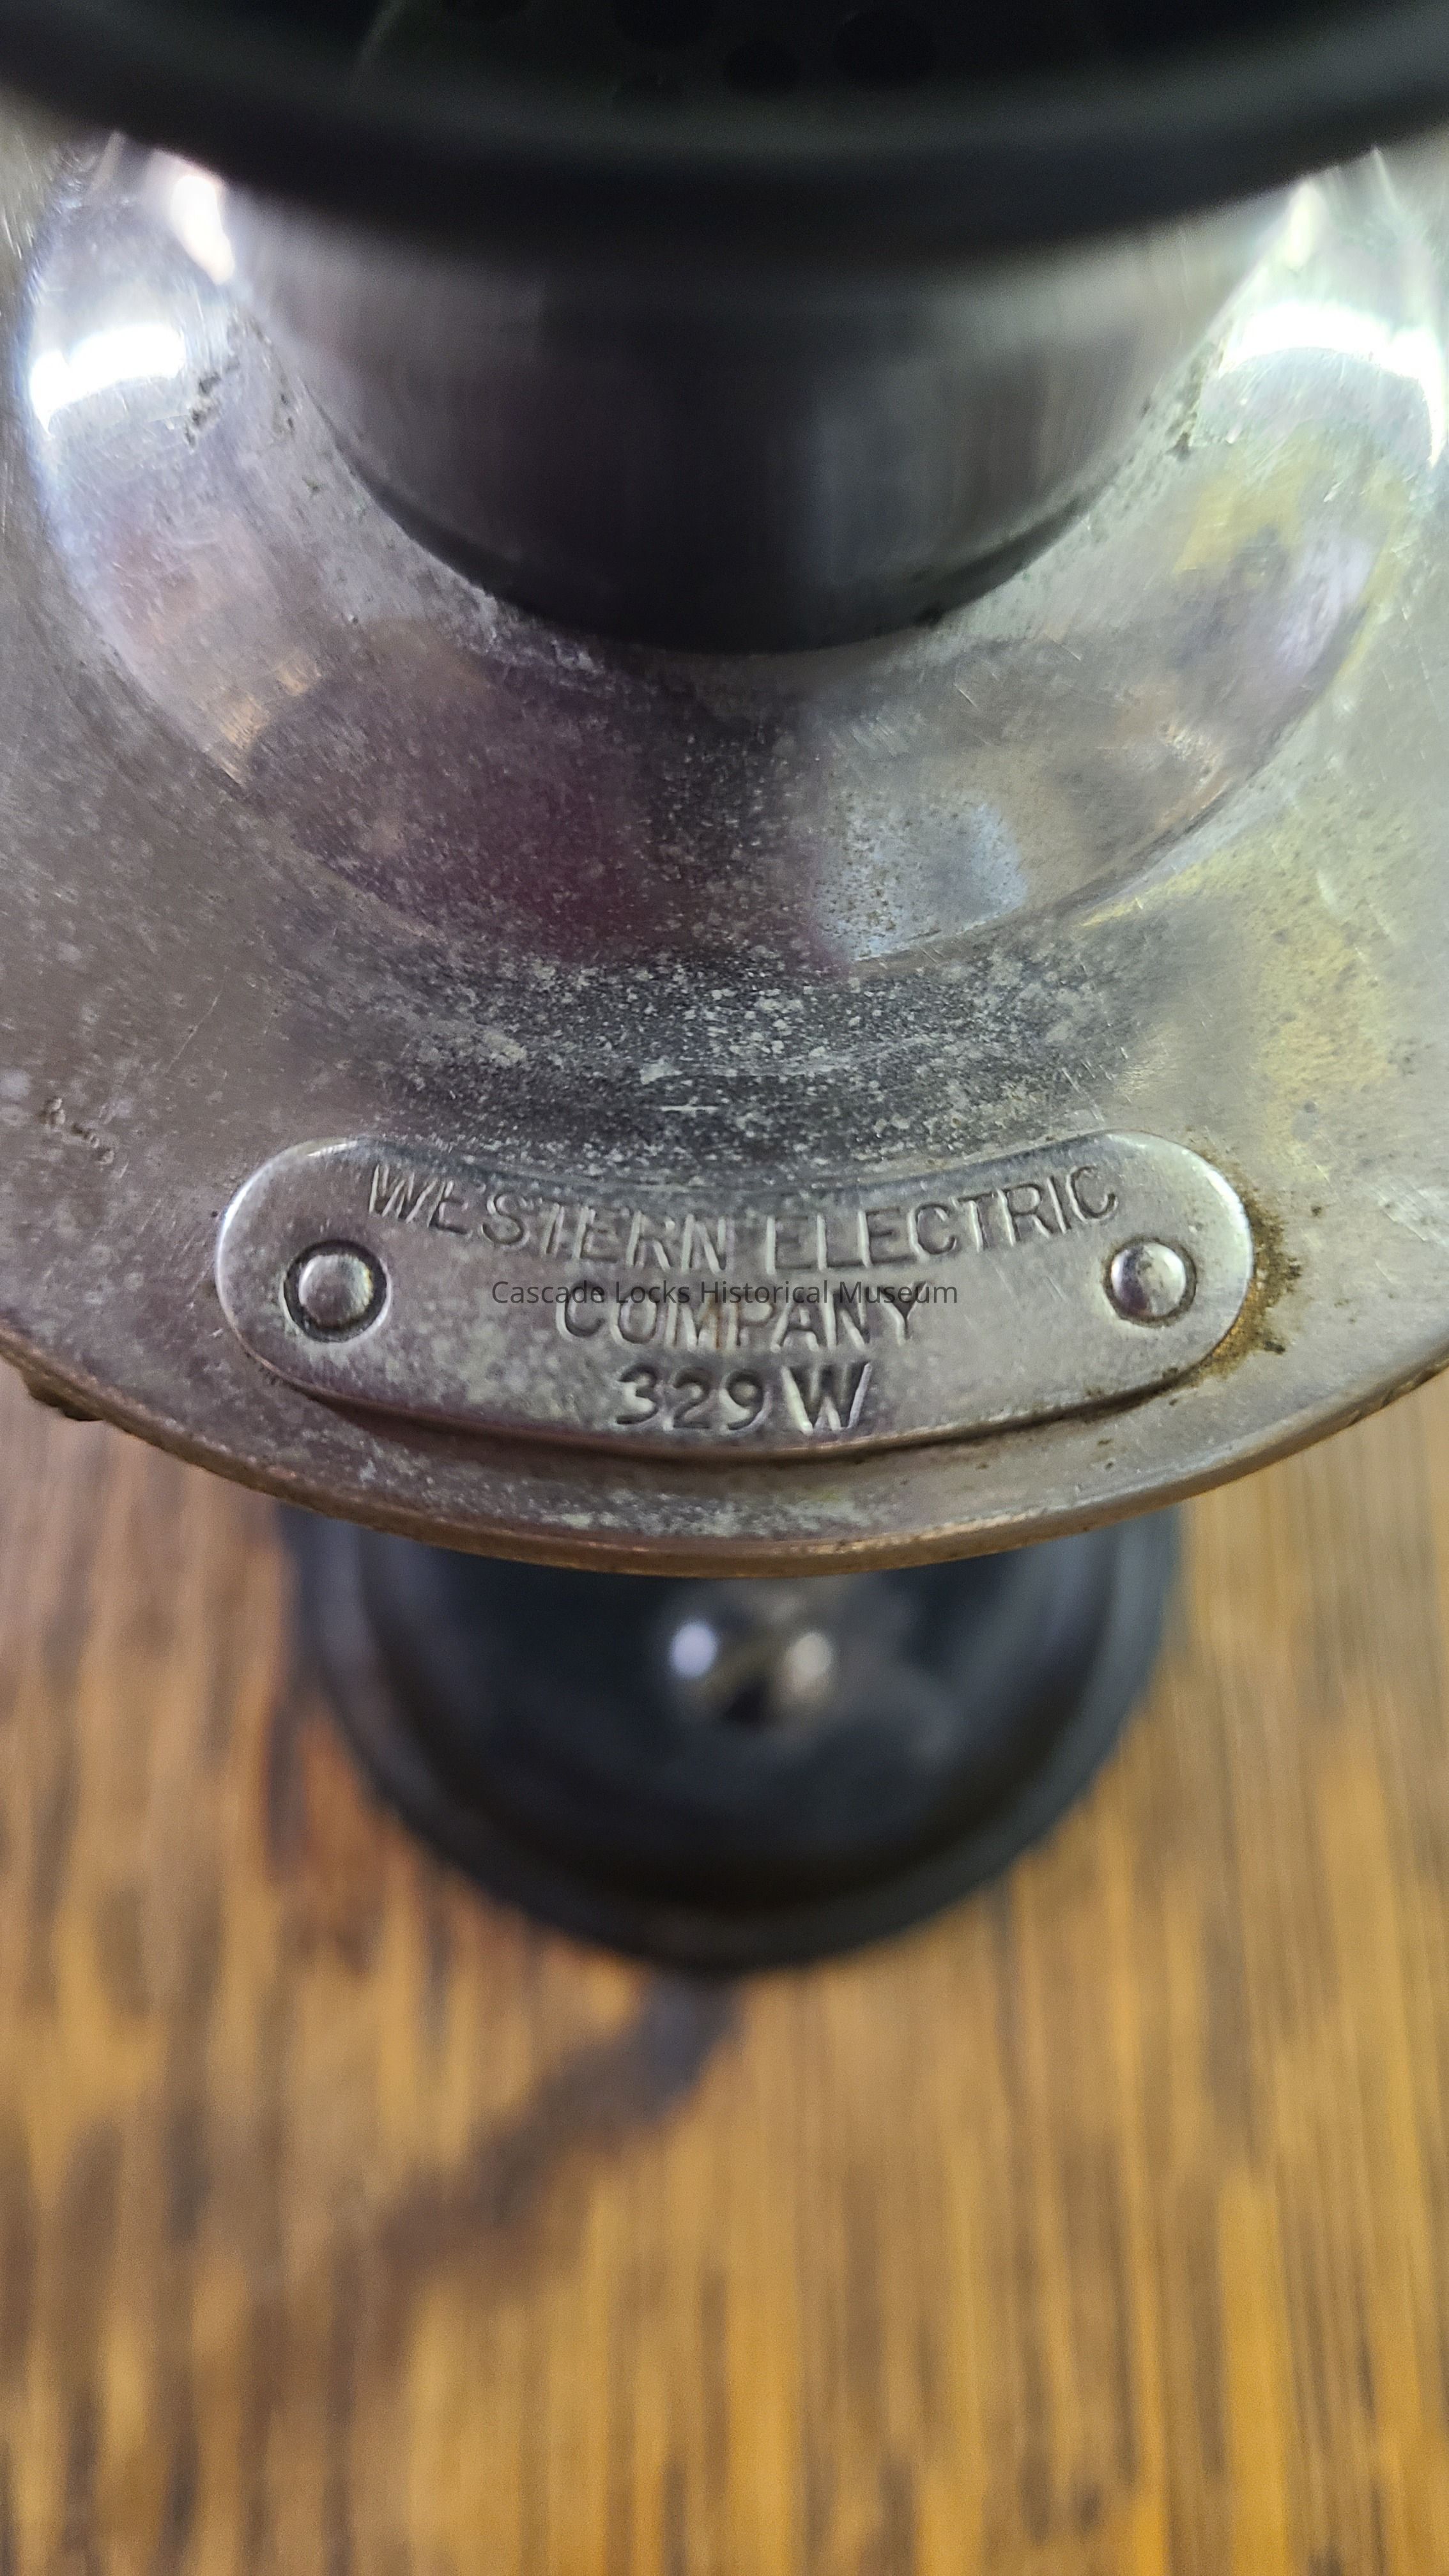 WESTERN ELECTRIC
Cascade Locks Historical Museum
COMPANY
329 W